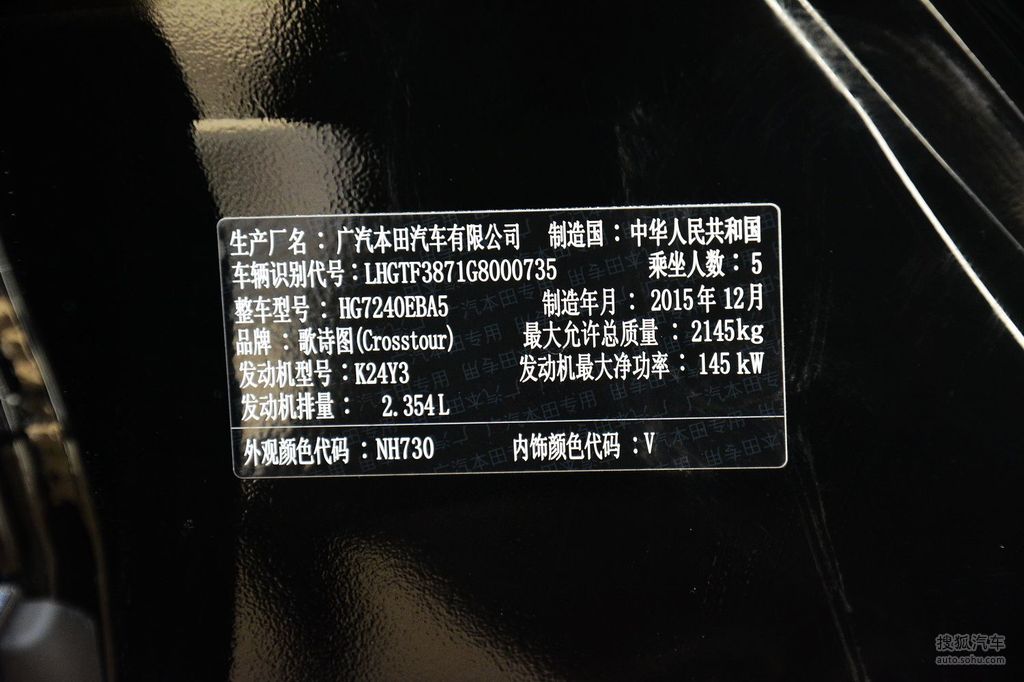 生产厂名：广汽本田汽车有限公司 制造国：中华人民共和国
车辆识别代号：LHGTF3871G8000735 乘坐人数：5
整车型号：HG7240EBA5 制造年月：2015年12月
品牌：歌诗图(Crosstour) 最大允许总质量：2145kg
发动机型号：K24Y3 发动机最大净功率：145 kW
发动机排量：2.354L
外观颜色代码：NH730 内饰颜色代码：V
搜狐汽车
auto.sohu.com